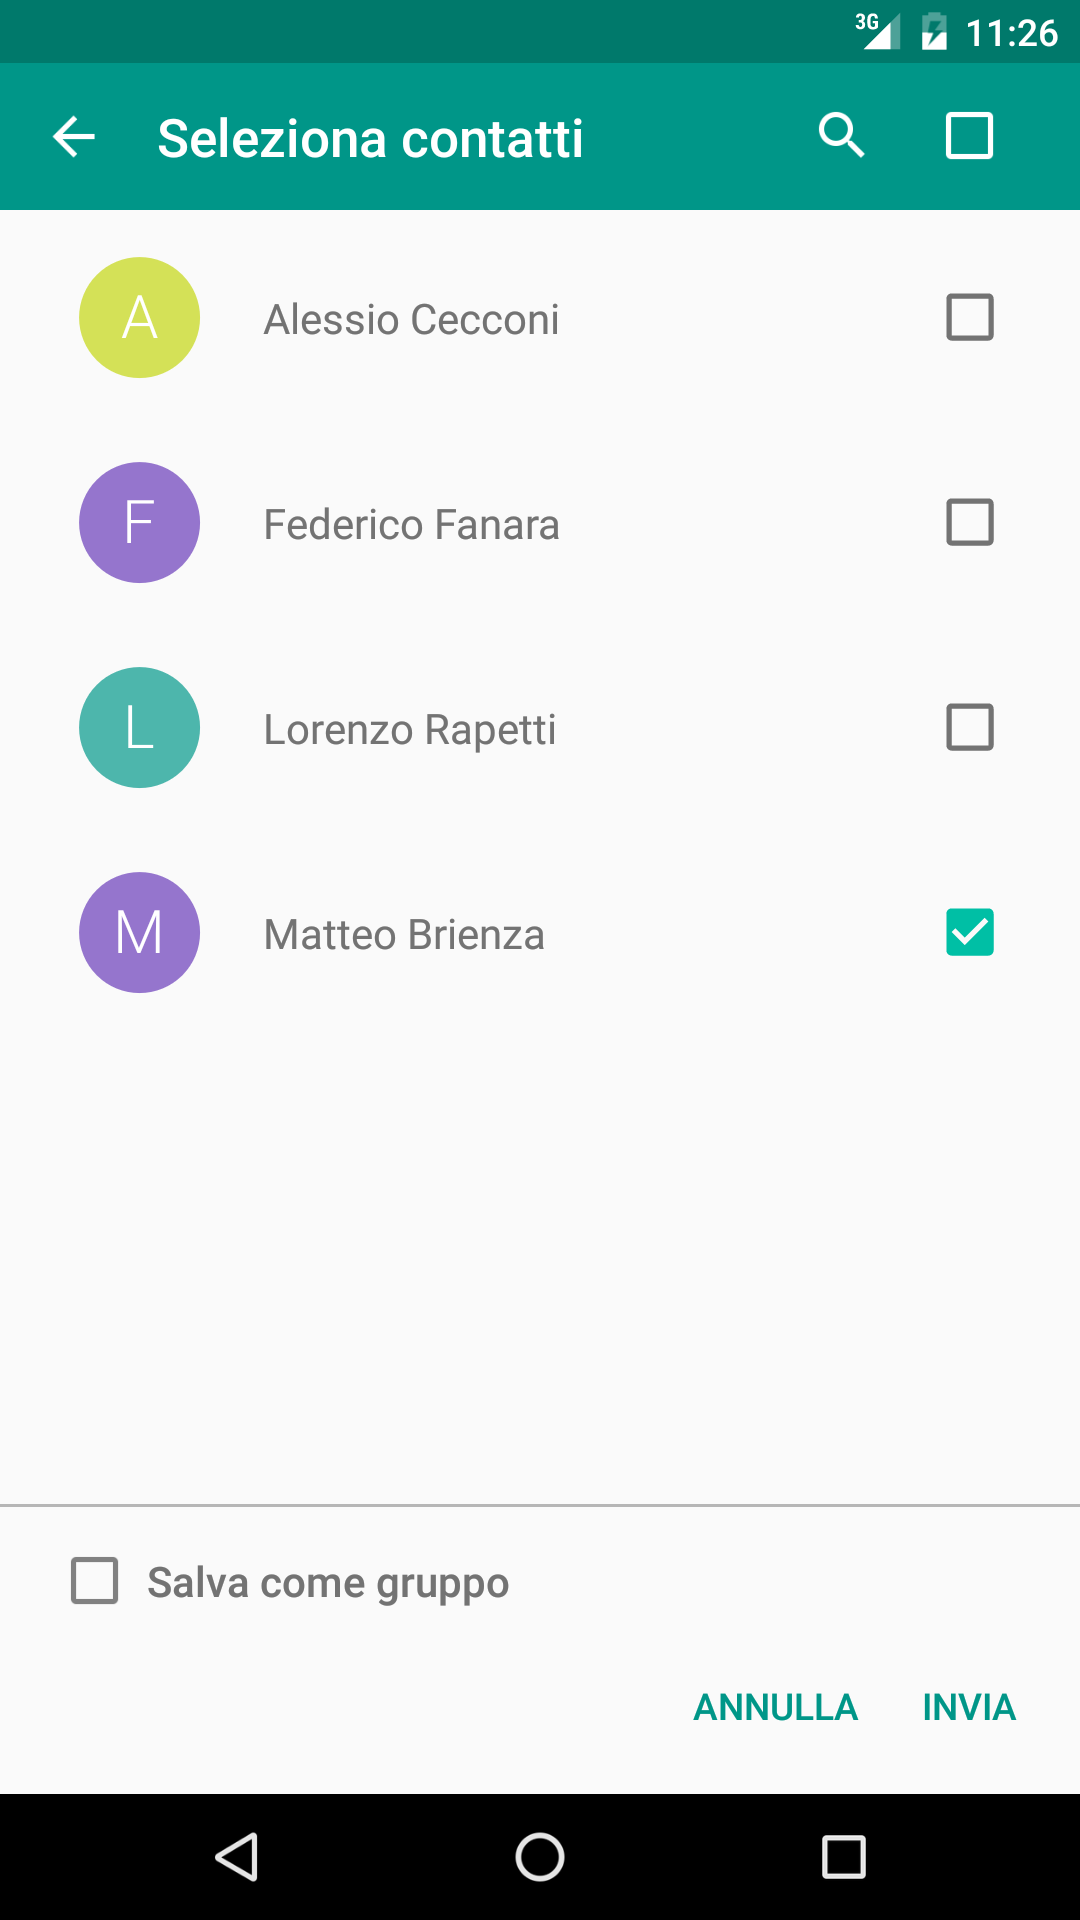 3G 11:26
Seleziona contatti
A Alessio Cecconi
F Federico Fanara
L Lorenzo Rapetti
M Matteo Brienza
Salva come gruppo
ANNULLA INVIA